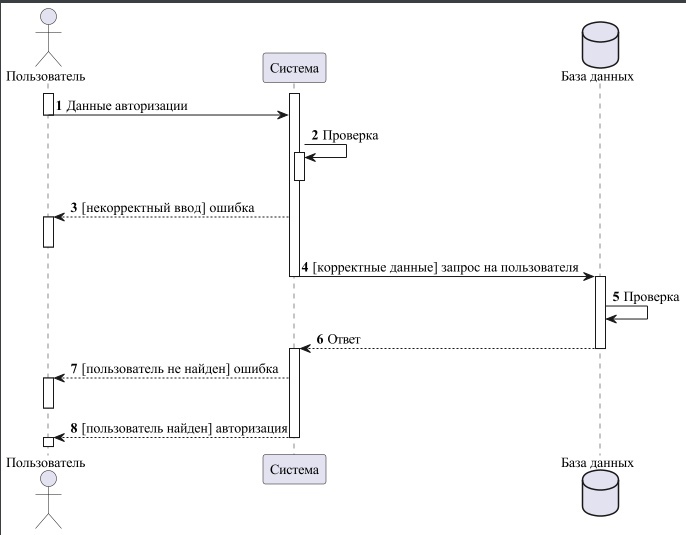 Пользователь
Система
База данных
1 Данные авторизации
2 Проверка
3 [некорректный ввод] ошибка
4 [корректные данные] запрос на пользователя
5 Проверка
6 Ответ
7 [пользователь не найден] ошибка
8 [пользователь найден] авторизация
Пользователь
Система
База данных